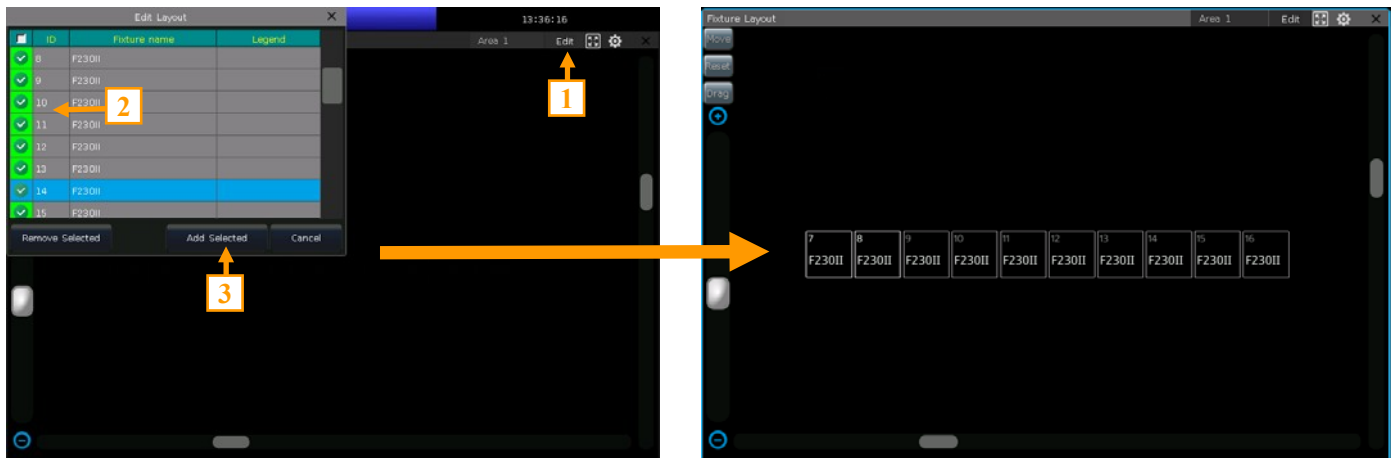 Edit Layout
13:36:16
ID Fixture name Legend
Area 1 Edit
8 F230II
9 F230II
10 F230II
11 F230II
12 F230II
13 F230II
14 F230II
15 F230II
Remove Selected Add Selected Cancel
1
2
3
Fixture Layout Area 1 Edit
Move
Reset
Drag
7 8 9 10 11 12 13 14 15 16
F230II F230II F230II F230II F230II F230II F230II F230II F230II F230II